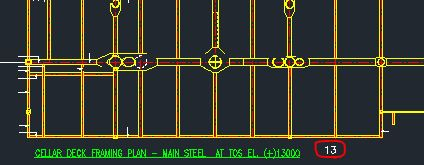 CELLAR DECK FRAMING PLAN - MAIN STEEL AT TOS EL. (+)13000
13